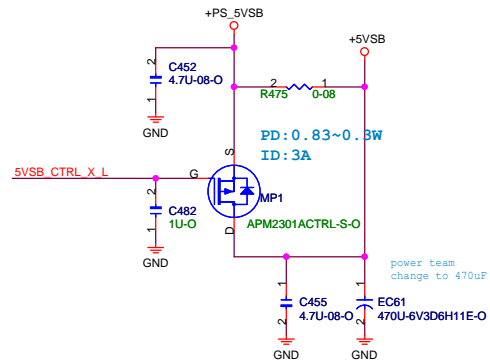 +PS_5VSB
+5VSB
2
C452
4.7U-08-O
1
GND
2
1
R475
0-08
PD:0.83~0.3W
ID:3A
S
5VSB_CTRL_X_L
G
MP1
2
C482
1U-O
1
GND
APM2301ACTRL-S-O
D
power team
change to 470uF
1
C455
4.7U-08-O
2
GND
1
EC61
470U-6V3D6H11E-O
2
GND